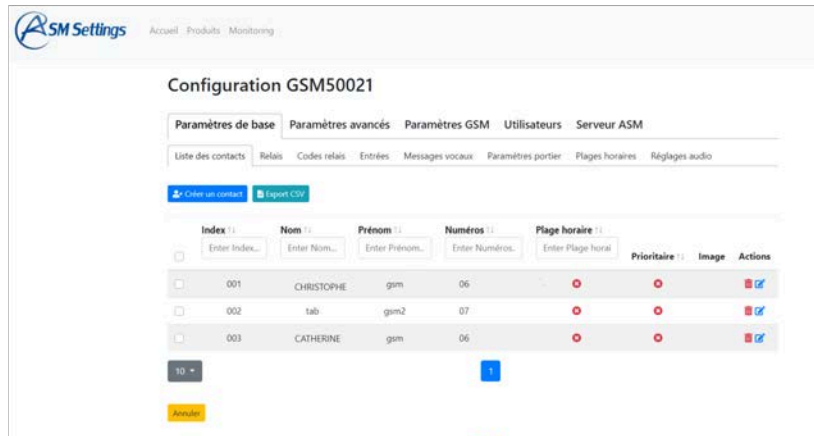 ASM Settings
Accueil Produits Monitoring
Configuration GSM50021
Paramètres de base Paramètres avancés Paramètres GSM Utilisateurs Serveur ASM
Liste des contacts Relais Codes relais Entrées Messages vocaux Paramètres portier Plages horaires Réglages audio
Créer un contact Export CSV
Index Nom Prénom Numéros Plage horaire
Enter Index... Enter Nom... Enter Prénom.. Enter Numéros. Enter Plage horai
Prioritaire Image Actions
001 CHRISTOPHE gsm 06
002 tab gsm2 07
003 CATHERINE gsm 06
10 1
Annuler